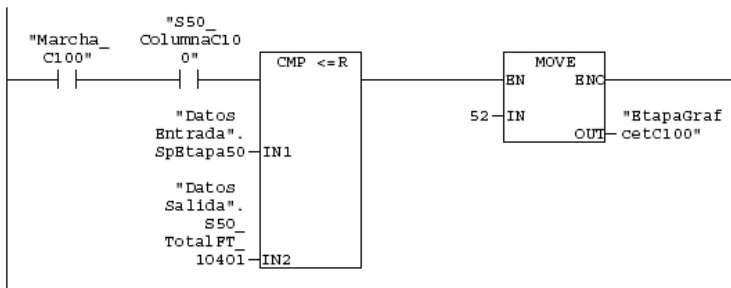 "Marcha_
C100"
"S50_
ColumnaC10
0"
CMP <=R
"Datos
Entrada".
SpEtapa50
IN1
"Datos
Salida".
S50_
TotalFT_
10401
IN2
MOVE
EN
ENO
52
IN
OUT
"EtapaGraf
cetC100"